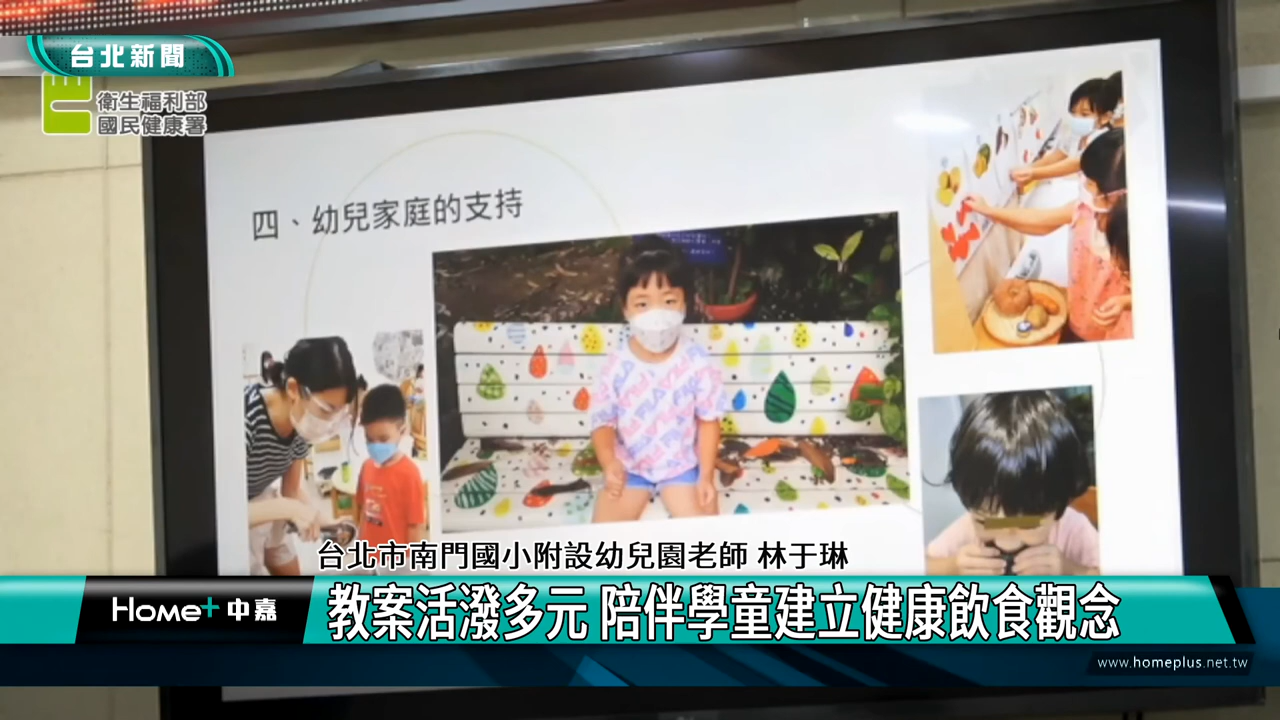 台北新聞
衛生福利部
國民健康署
四、幼兒家庭的支持
FILA
台北市南門國小附設幼兒園老師 林于琳
Home+ 中嘉
教案活潑多元 陪伴學童建立健康飲食觀念
www.homeplus.net.tw